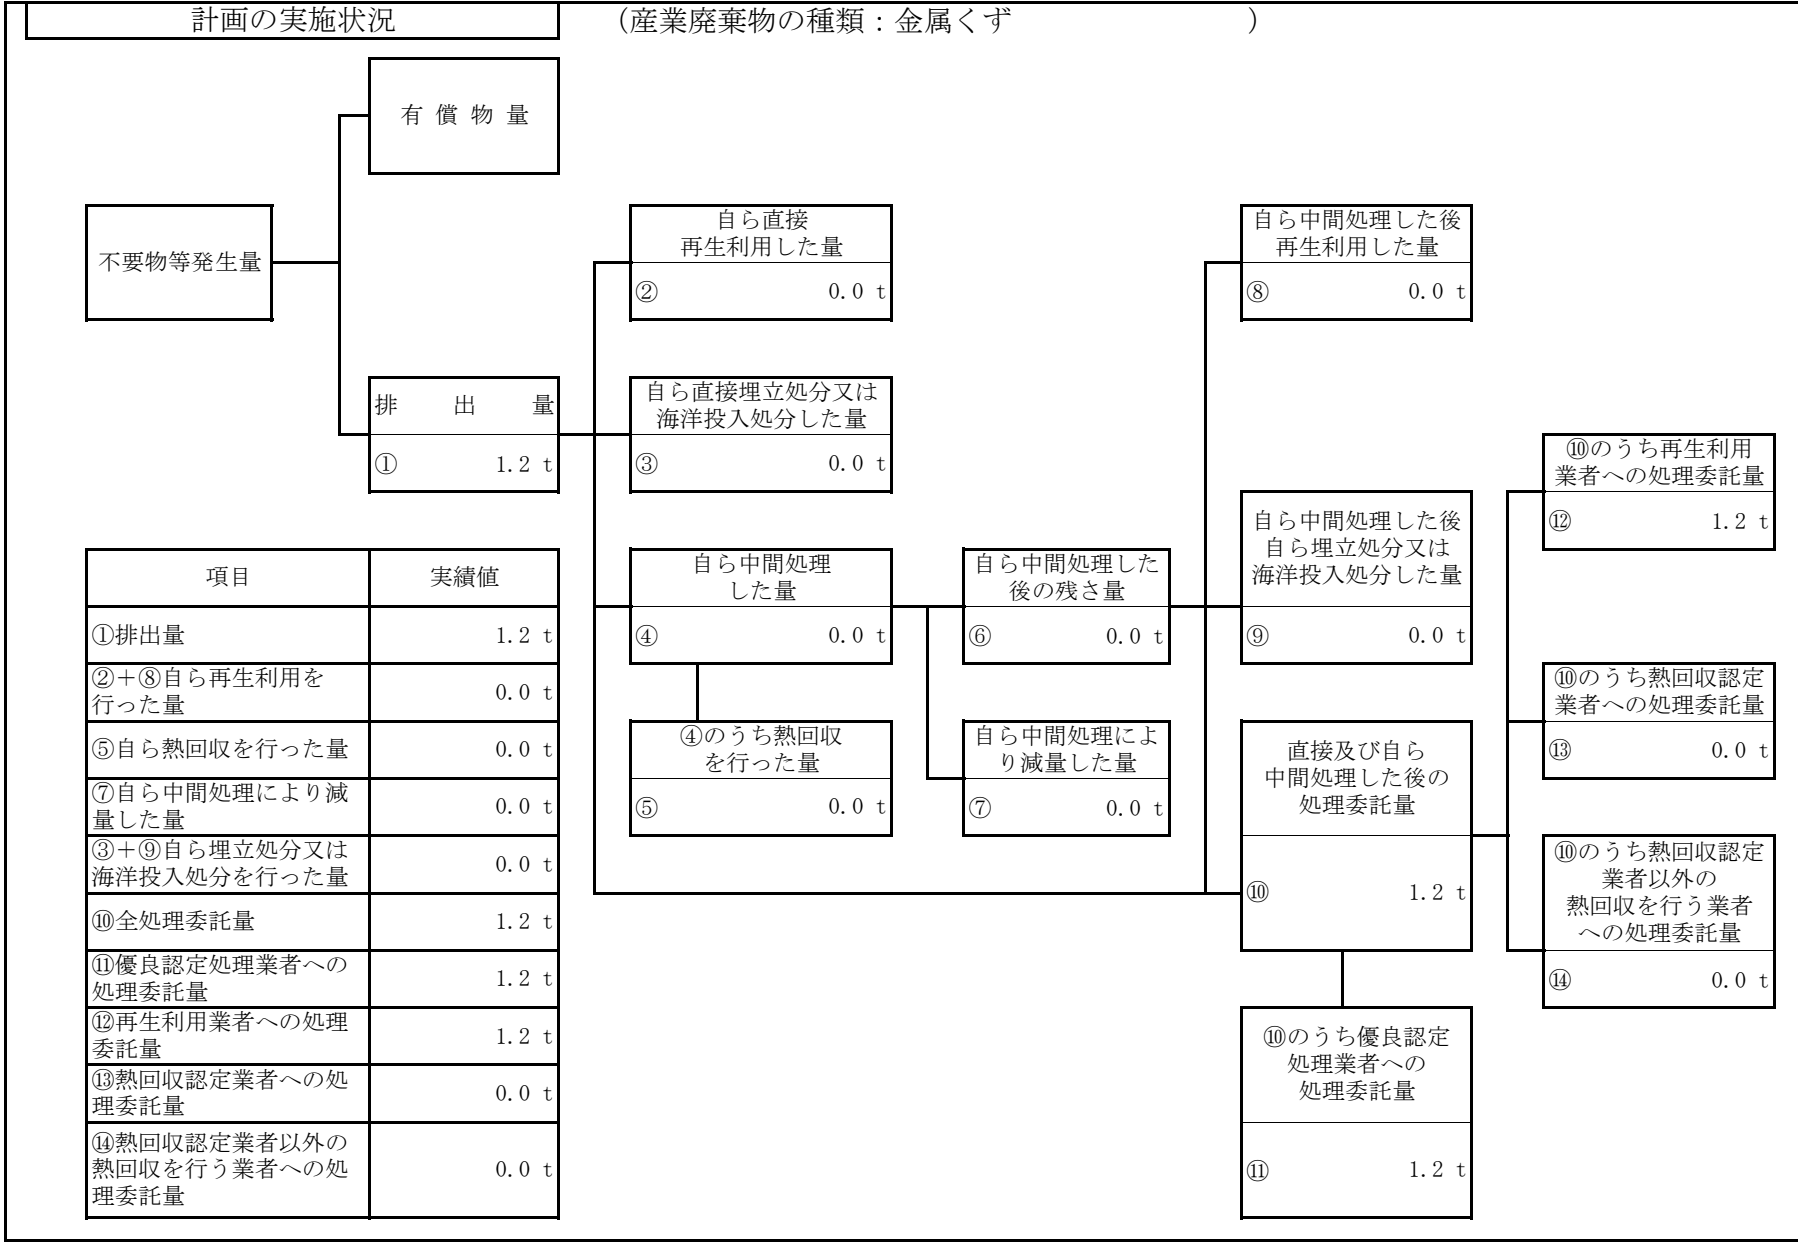 計画の実施状況
（産業廃棄物の種類：金属くず　　　　　　　　　　）
有 償 物 量
不要物等発生量
自ら直接
再生利用した量
② 0.0 t
自ら中間処理した後
再生利用した量
⑧ 0.0 t
排　出　量
① 1.2 t
自ら直接埋立処分又は
海洋投入処分した量
③ 0.0 t
⑩のうち再生利用
業者への処理委託量
⑫ 1.2 t
自ら中間処理した後
自ら埋立処分又は
海洋投入処分した量
⑨ 0.0 t
自ら中間処理
した量
④ 0.0 t
自ら中間処理した
後の残さ量
⑥ 0.0 t
⑩のうち熱回収認定
業者への処理委託量
⑬ 0.0 t
④のうち熱回収
を行った量
⑤ 0.0 t
自ら中間処理によ
り減量した量
⑦ 0.0 t
直接及び自ら
中間処理した後の
処理委託量
⑩ 1.2 t
⑩のうち熱回収認定
業者以外の
熱回収を行う業者
への処理委託量
⑭ 0.0 t
⑩のうち優良認定
処理業者への
処理委託量
⑪ 1.2 t
項目 実績値
①排出量 1.2 t
②＋⑧自ら再生利用を
行った量 0.0 t
⑤自ら熱回収を行った量 0.0 t
⑦自ら中間処理により減
量した量 0.0 t
③＋⑨自ら埋立処分又は
海洋投入処分を行った量 0.0 t
⑩全処理委託量 1.2 t
⑪優良認定処理業者への
処理委託量 1.2 t
⑫再生利用業者への処理
委託量 1.2 t
⑬熱回収認定業者への処
理委託量 0.0 t
⑭熱回収認定業者以外の
熱回収を行う業者への処
理委託量 0.0 t